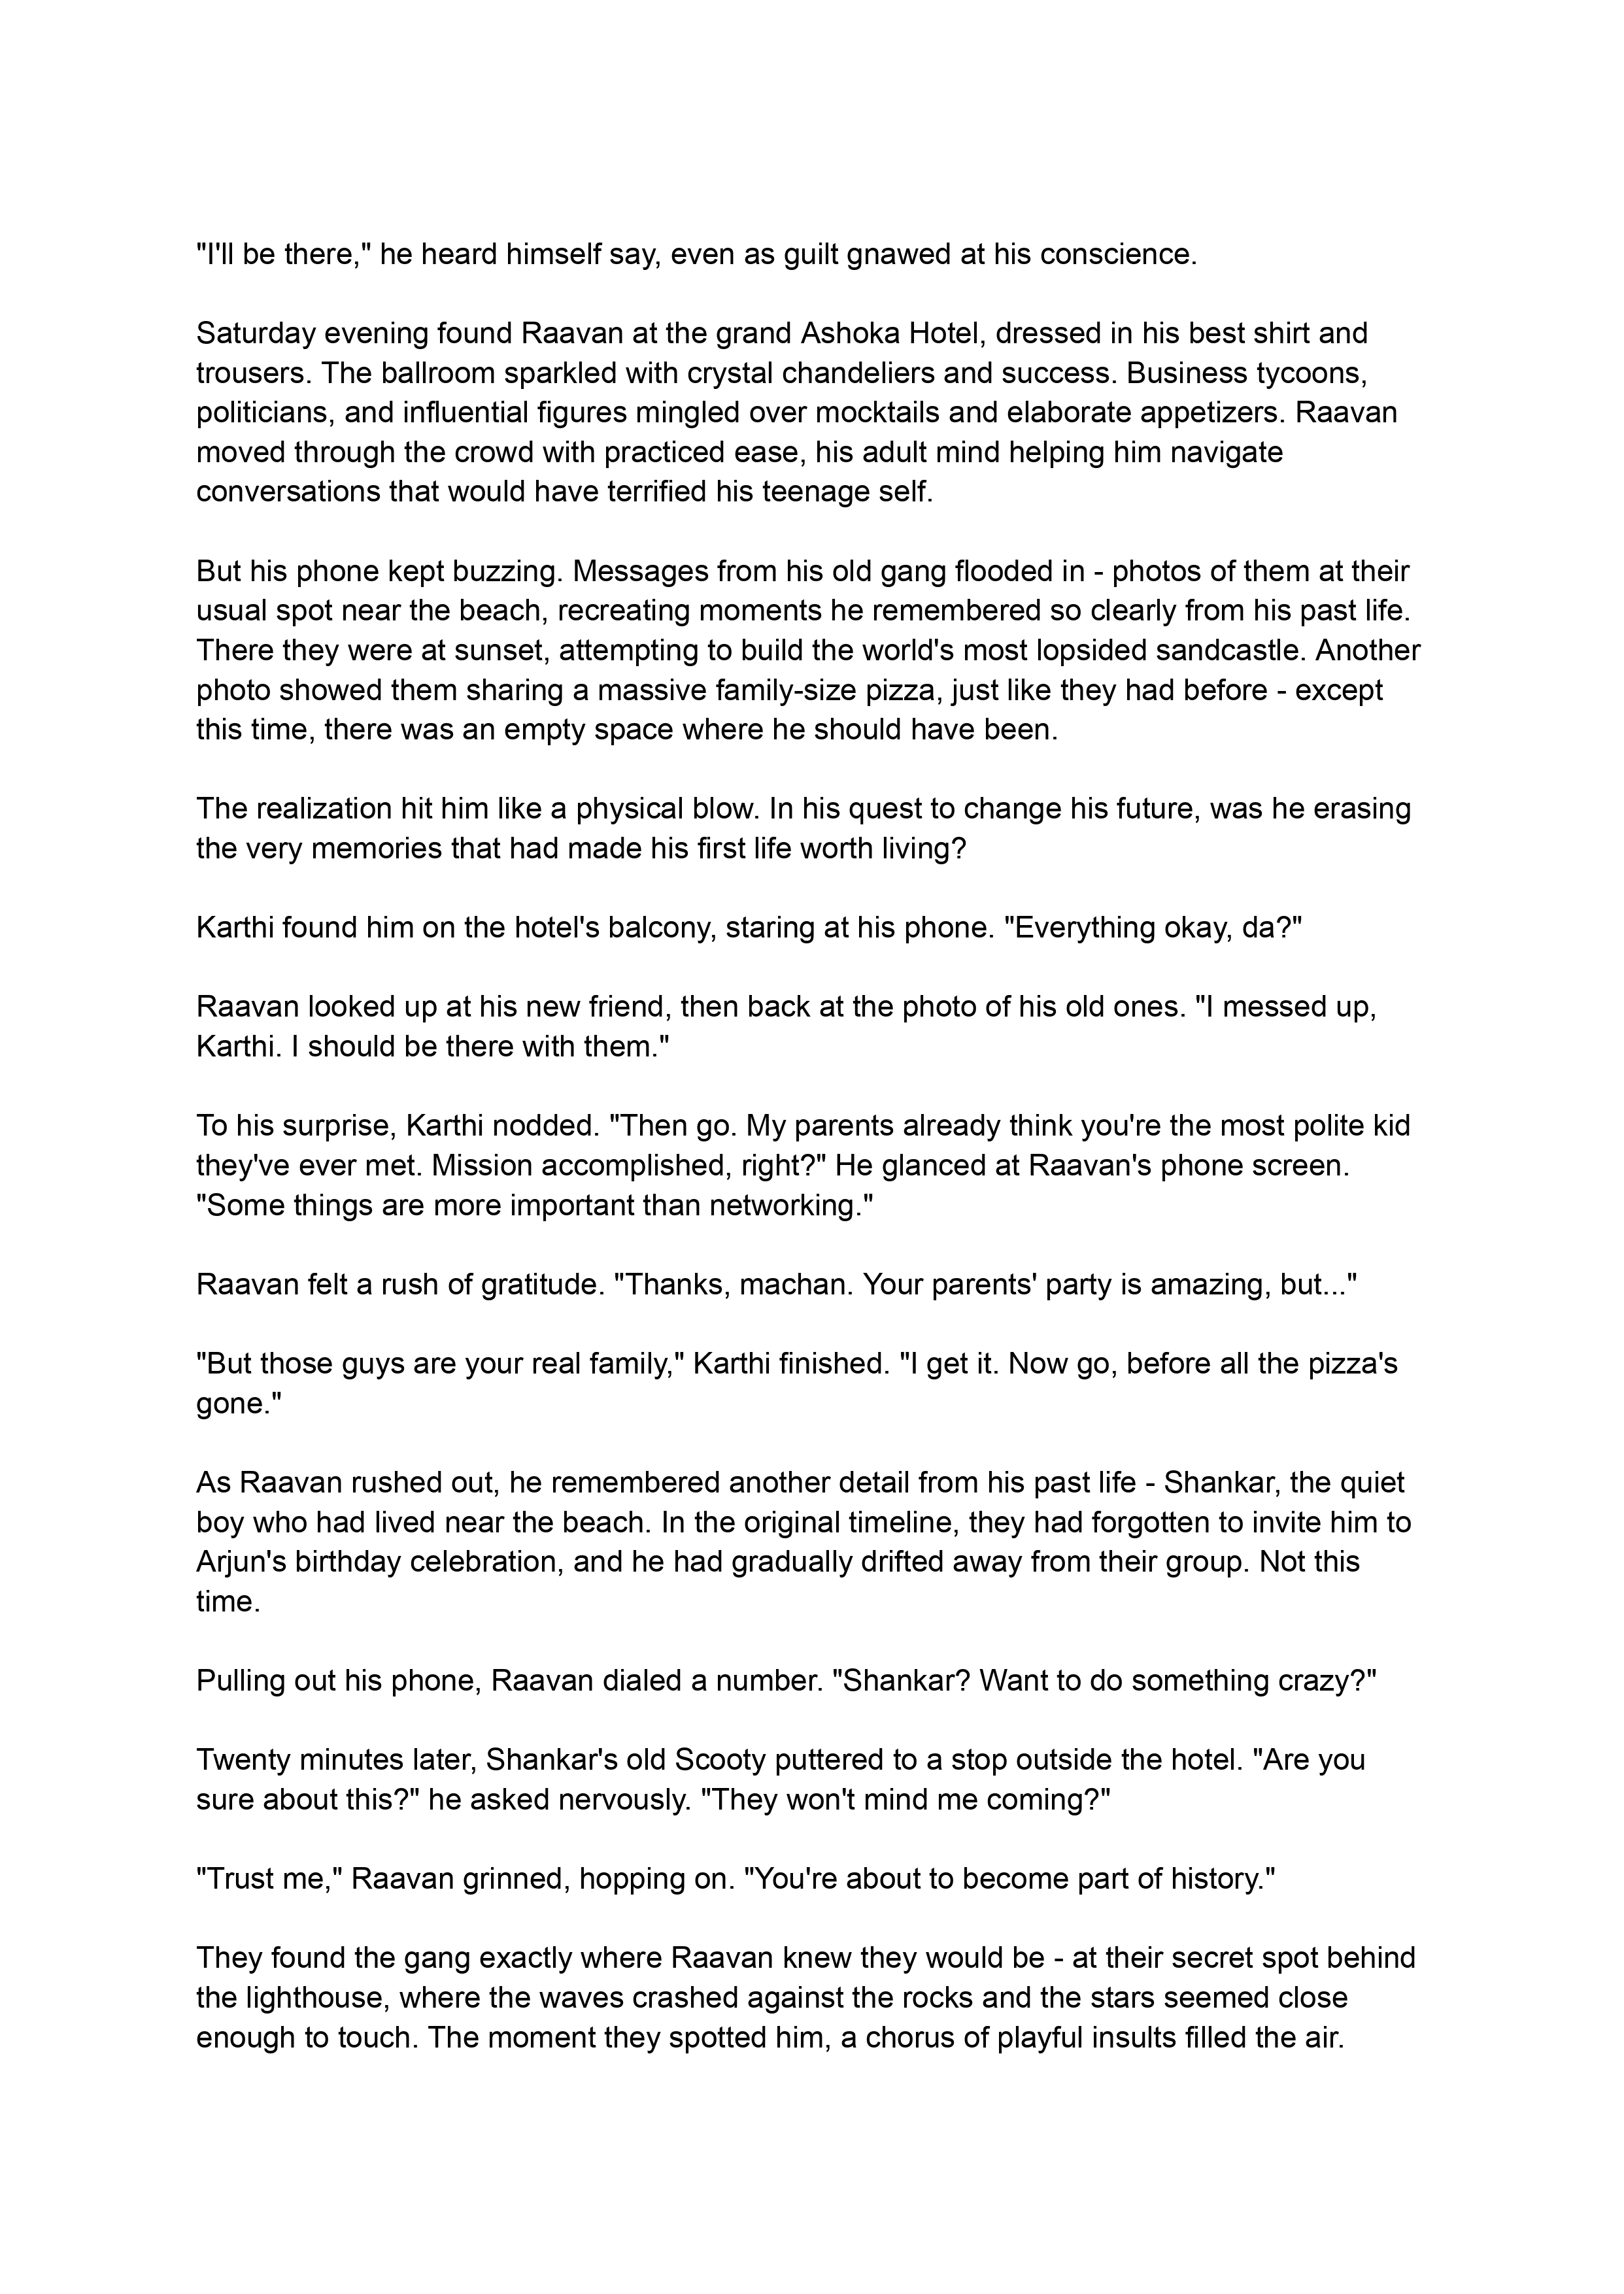 "I'll be there," he heard himself say, even as guilt gnawed at his conscience.
Saturday evening found Raavan at the grand Ashoka Hotel, dressed in his best shirt and
trousers. The ballroom sparkled with crystal chandeliers and success. Business tycoons,
politicians, and influential figures mingled over mocktails and elaborate appetizers. Raavan
moved through the crowd with practiced ease, his adult mind helping him navigate
conversations that would have terrified his teenage self.
But his phone kept buzzing. Messages from his old gang flooded in - photos of them at their
usual spot near the beach, recreating moments he remembered so clearly from his past life.
There they were at sunset, attempting to build the world's most lopsided sandcastle. Another
photo showed them sharing a massive family-size pizza, just like they had before - except
this time, there was an empty space where he should have been.
The realization hit him like a physical blow. In his quest to change his future, was he erasing
the very memories that had made his first life worth living?
Karthi found him on the hotel's balcony, staring at his phone. "Everything okay, da?"
Raavan looked up at his new friend, then back at the photo of his old ones. "I messed up,
Karthi. I should be there with them."
To his surprise, Karthi nodded. "Then go. My parents already think you're the most polite kid
they've ever met. Mission accomplished, right?" He glanced at Raavan's phone screen.
"Some things are more important than networking."
Raavan felt a rush of gratitude. "Thanks, machan. Your parents' party is amazing, but..."
"But those guys are your real family," Karthi finished. "I get it. Now go, before all the pizza's
gone."
As Raavan rushed out, he remembered another detail from his past life - Shankar, the quiet
boy who had lived near the beach. In the original timeline, they had forgotten to invite him to
Arjun's birthday celebration, and he had gradually drifted away from their group. Not this
time.
Pulling out his phone, Raavan dialed a number. "Shankar? Want to do something crazy?"
Twenty minutes later, Shankar's old Scooty puttered to a stop outside the hotel. "Are you
sure about this?" he asked nervously. "They won't mind me coming?"
"Trust me," Raavan grinned, hopping on. "You're about to become part of history."
They found the gang exactly where Raavan knew they would be - at their secret spot behind
the lighthouse, where the waves crashed against the rocks and the stars seemed close
enough to touch. The moment they spotted him, a chorus of playful insults filled the air.